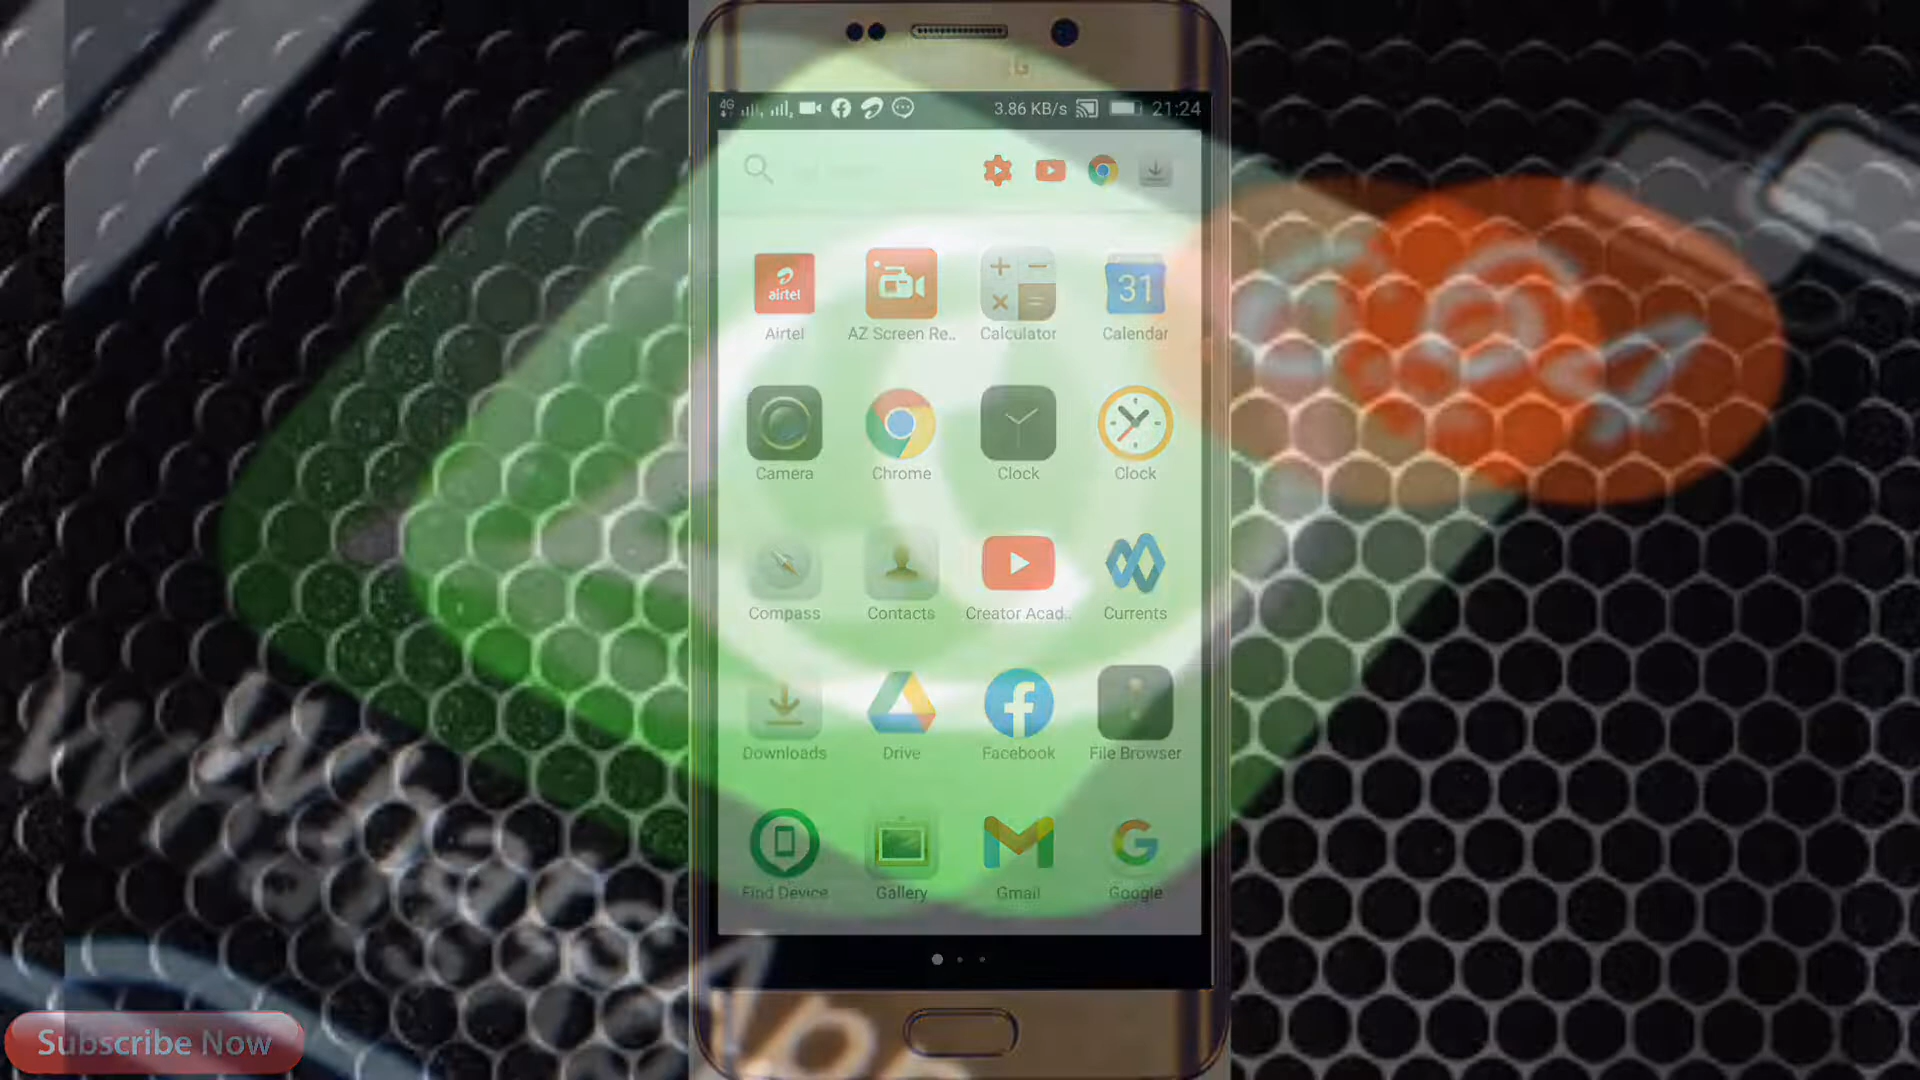 4G 3.86 KB/s 21:24
31
airtel
Airtel AZ Screen Re.. Calculator Calendar
Camera Chrome Clock Clock
Compass Contacts Creator Acad.. Currents
Downloads Drive Facebook File Browser
Find Device Gallery Gmail Google
Subscribe Now